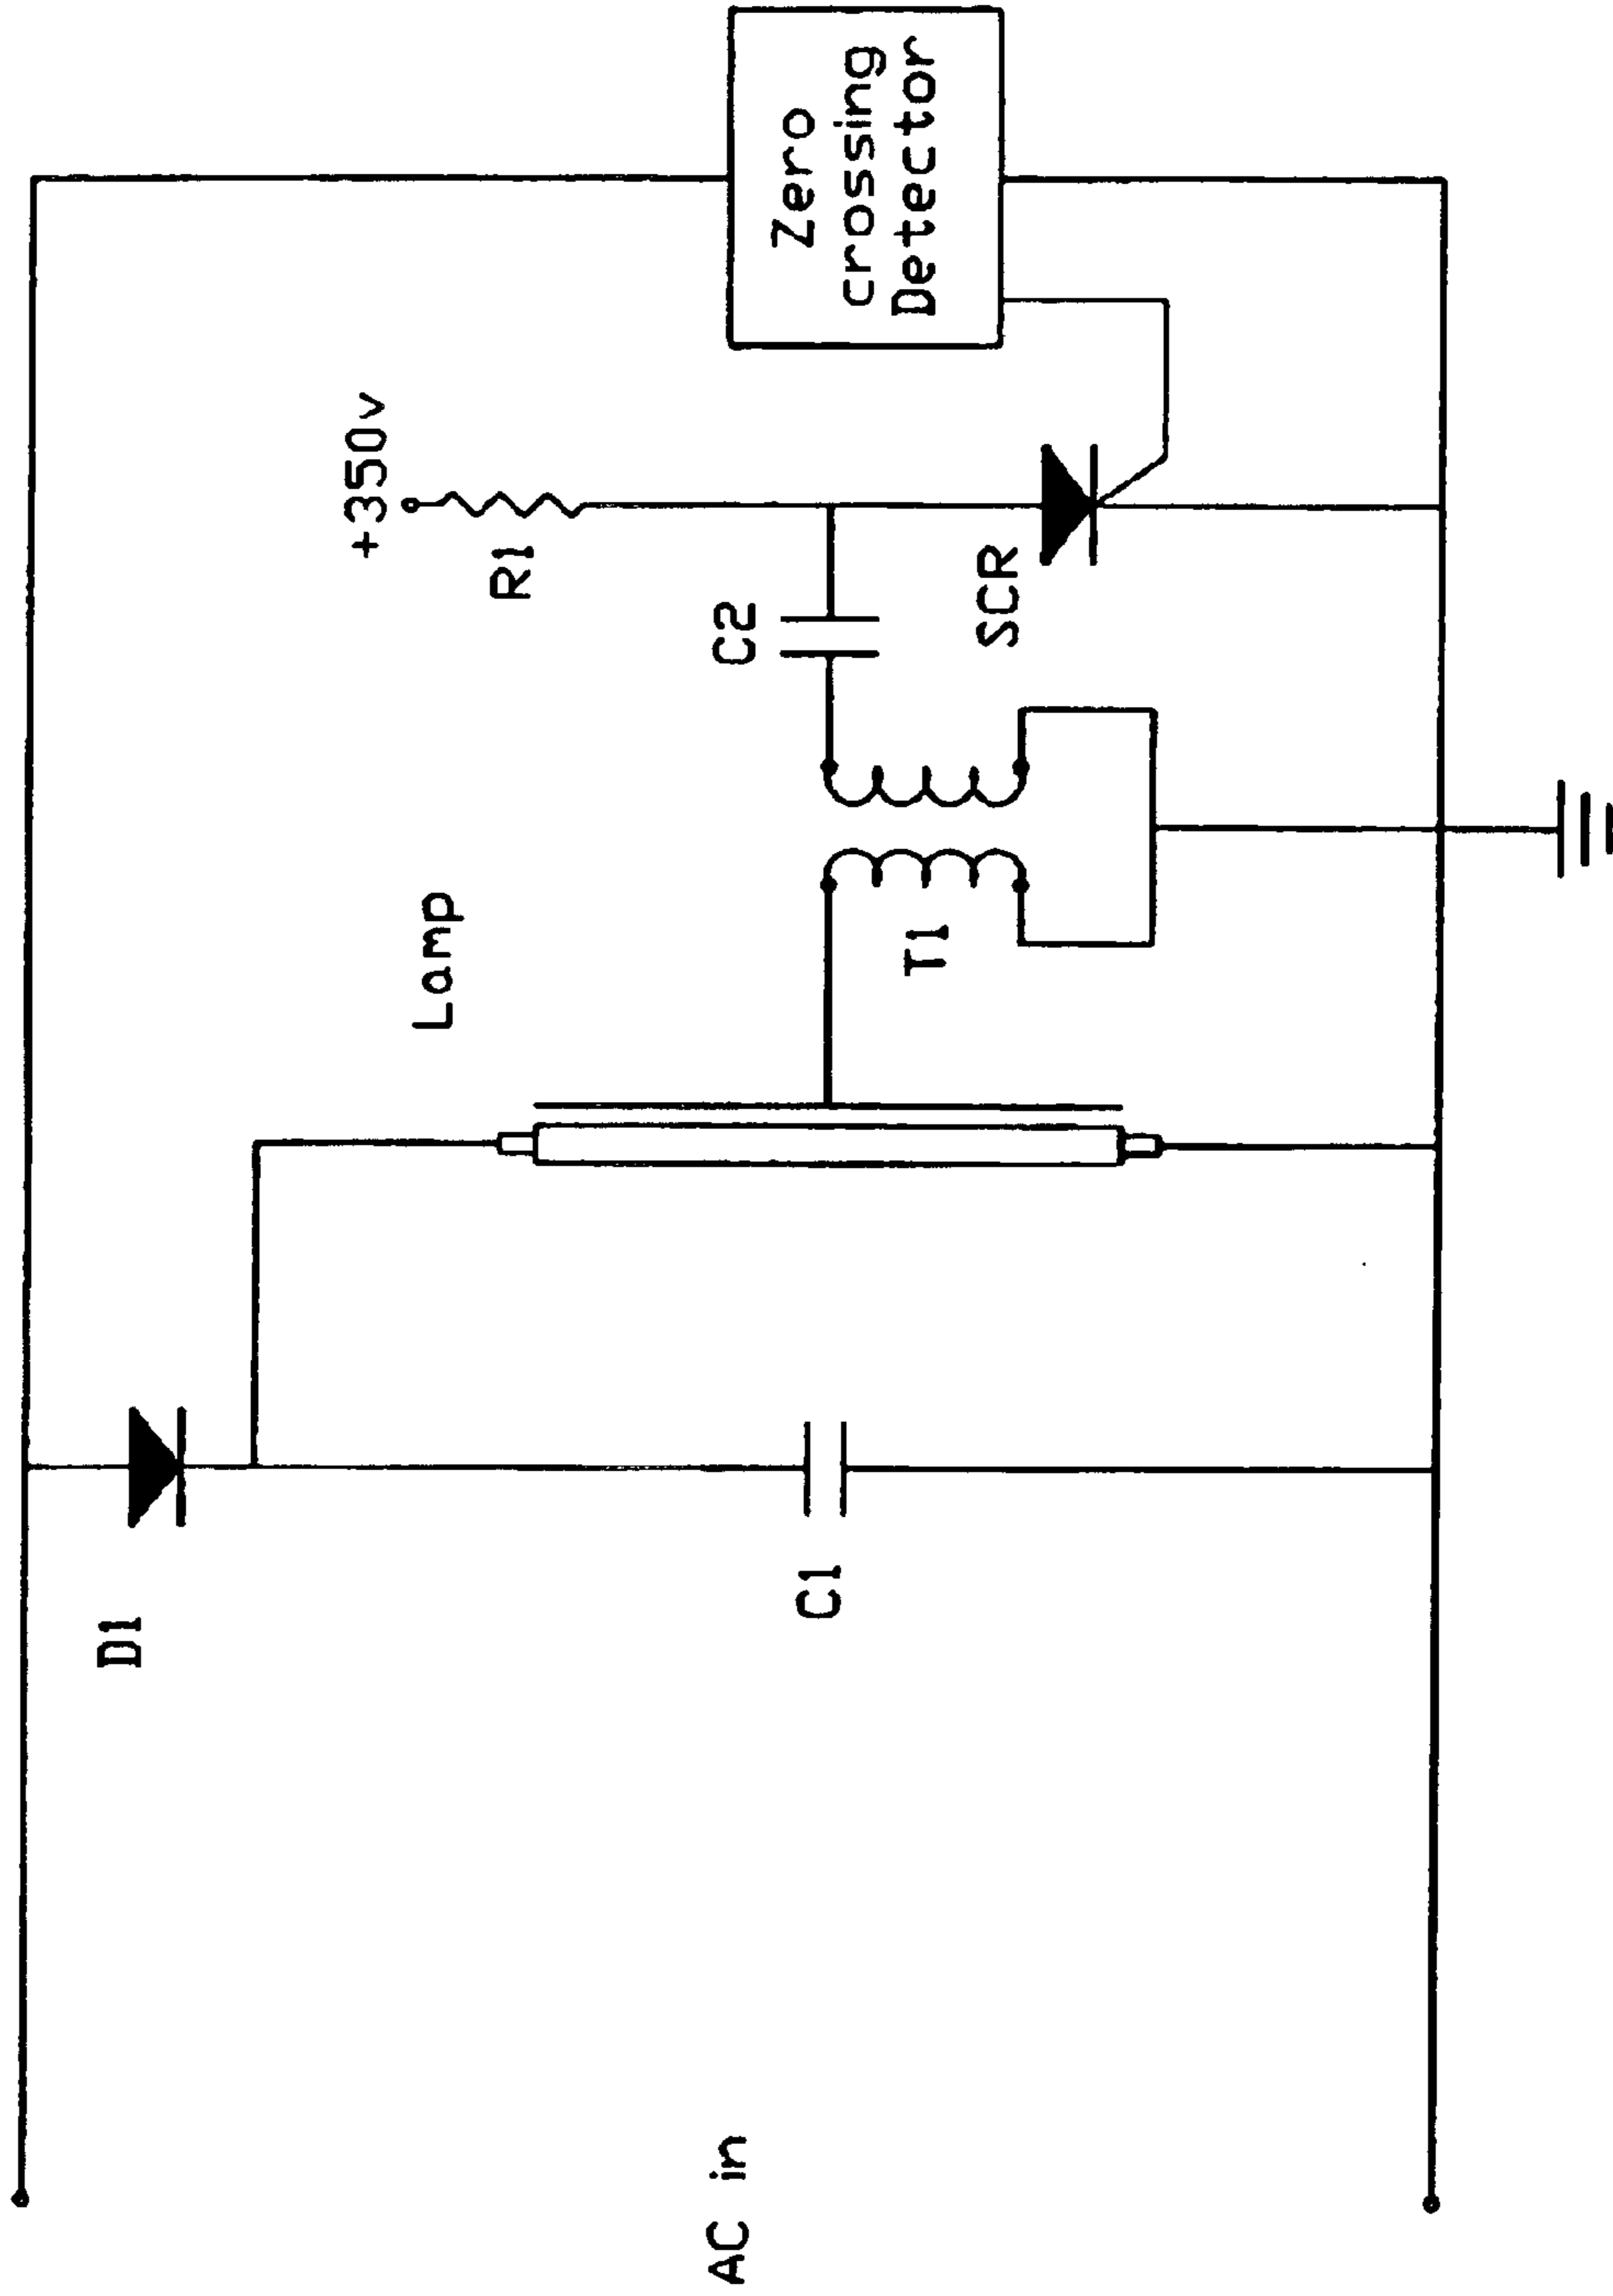 AC in
D1
C1
Lamp
T1
C2
SCR
+350v
R1
Zero
crossing
Detector